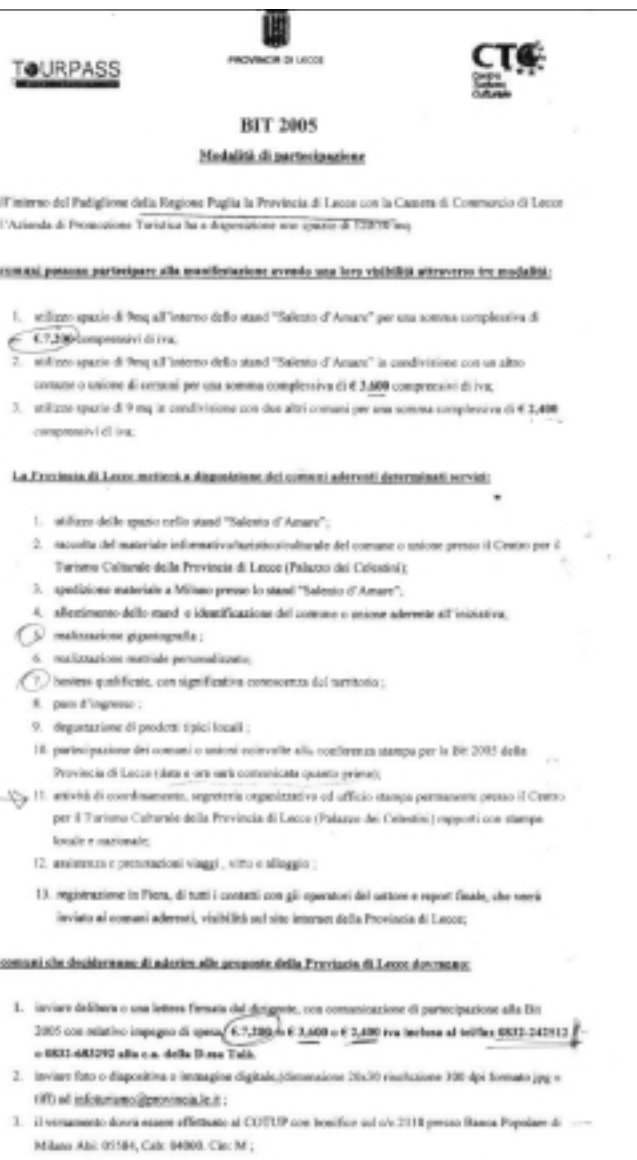 TOURPASS
PROVINCIA DI LECCE
CTC
Centro
Turismo
Culturale
BIT 2005
Modalità di partecipazione
all'interno del Padiglione della Regione Puglia la Provincia di Lecce con la Camera di Commercio di Lecce
l'Azienda di Promozione Turistica ha a disposizione uno spazio di mq.
comuni possono partecipare alla manifestazione avendo una loro visibilità attraverso tre modalità:
1. utilizzo spazio di 9mq all'interno dello stand "Salento d'Amare" per una somma complessiva di
€ 7,200 comprensivi di iva;
2. utilizzo spazio di 9mq all'interno dello stand "Salento d'Amare" in condivisione con un altro
comune o unione di comuni per una somma complessiva di € 3,600 comprensivi di iva;
3. utilizzo spazio di 9 mq in condivisione con due altri comuni per una somma complessiva di € 2,400
comprensivi di iva;
La Provincia di Lecce metterà a disposizione dei comuni aderenti determinati servizi:
1. utilizzo dello spazio nello stand "Salento d'Amare";
2. raccolta del materiale informativo/turistico/culturale del comune o unione presso il Centro per il
Turismo Culturale della Provincia di Lecce (Palazzo dei Celestini);
3. spedizione materiale a Milano presso lo stand "Salento d'Amare";
4. allestimento dello stand e identificazione del comune o unione aderente all'iniziativa;
5. realizzazione gigantografia ;
6. realizzazione personalizzato;
7. hostess qualificate, con significativa conoscenza del territorio ;
8. pass d'ingresso ;
9. degustazione di prodotti tipici locali ;
10. partecipazione dei comuni o unioni coinvolte alla conferenza stampa per la Bit 2005 della
Provincia di Lecce (data e ora sarà comunicata quanto prima);
11. attività di coordinamento, segreteria organizzativa ed ufficio stampa permanente presso il Centro
per il Turismo Culturale della Provincia di Lecce (Palazzo dei Celestini) rapporti con stampa
locale e nazionale;
12. assistenza e prenotazioni viaggi , vitto e alloggio ;
13. registrazione in Fiera, di tutti i contatti con gli operatori del settore e report finale, che verrà
inviato ai comuni aderenti, visibilità sul sito internet della Provincia di Lecce;
comuni che decideranno di aderire alle proposte della Provincia di Lecce dovranno:
1. inviare delibera o una lettera firmata dal dirigente, con comunicazione di partecipazione alla Bit
2005 con relativo impegno di spesa € 7,200 o € 3,600 o € 2,400 iva inclusa al tel/fax 0832-242512
o 0832-683292 alla c.a. della D.ssa
2. inviare foto o diapositiva o immagine digitale,(dimensione 20x30 risoluzione 300 dpi formato jpg o
tiff) ad infoturismo@provincia.le.it ;
3. il versamento dovrà essere effettuato al COTUP con bonifico sul c/c 2118 presso Banca Popolare di
Milano Abi: 05584, Cab: 04000. Cin: M ;